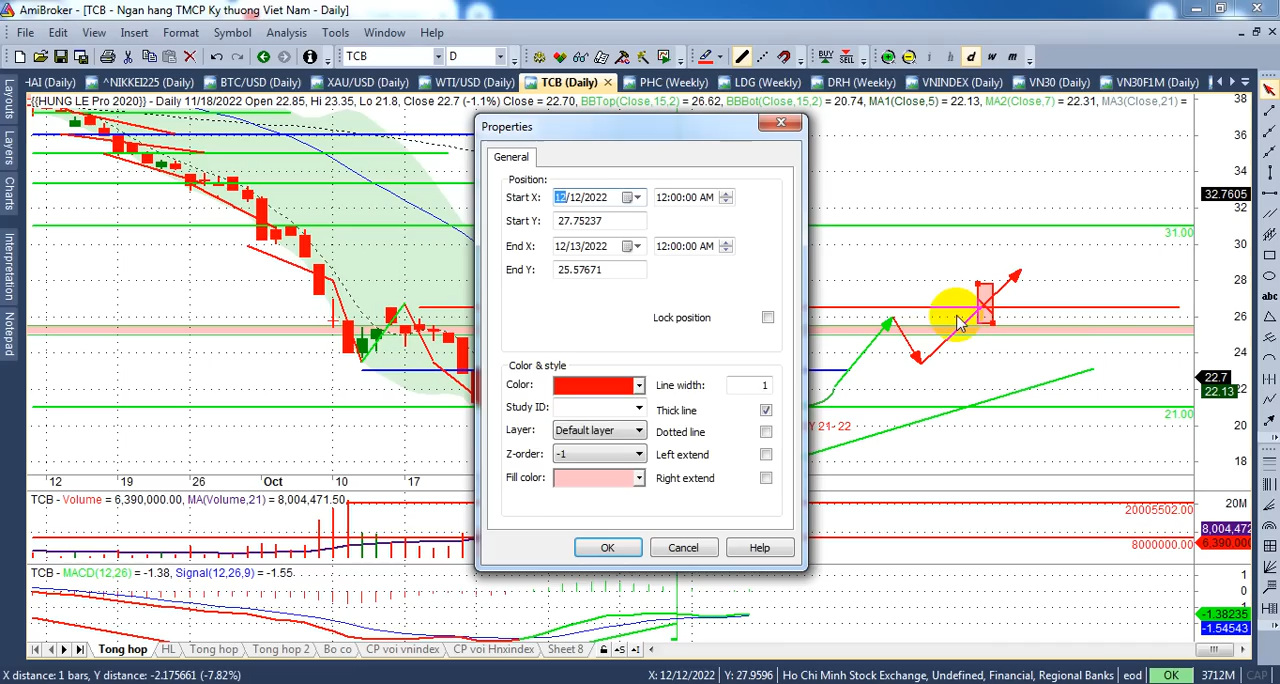 AmiBroker - [TCB - Ngan hang TMCP Ky thuong Viet Nam - Daily]
File Edit View Insert Format Symbol Analysis Tools Window Help
TCB D BUY SELL i h d w m
HAI (Daily) ^NIKKEI225 (Daily) BTC/USD (Daily) XAU/USD (Daily) WTI/USD (Daily) TCB (Daily) PHC (Weekly) LDG (Weekly) DRH (Weekly) VNINDEX (Daily) VN30 (Daily) VN30F1M (Daily)
Layouts
Layers
Charts
Interpretation
Notepad
{{HUNG LE Pro 2020}} - Daily 11/18/2022 Open 22.85, Hi 23.35, Lo 21.8, Close 22.7 (-1.1%) Close = 22.70, BBTop(Close,15,2) = 26.62, BBBot(Close,15,2) = 20.74, MA1(Close,5) = 22.13, MA2(Close,7) = 22.31, MA3(Close,21) =
38
36
34
32.7605
32
31.00
30
28
26
24
22.7
22.13
22
21.00
20
18
Y 21- 22
12 19 26 Oct 10 17
Properties
General
Position:
Start X: 12/12/2022 12:00:00 AM
Start Y: 27.75237
End X: 12/13/2022 12:00:00 AM
End Y: 25.57671
Lock position
Color & style
Color: Line width: 1
Study ID: Thick line
Layer: Default layer Dotted line
Z-order: -1 Left extend
Fill color: Right extend
OK Cancel Help
abc
TCB - Volume = 6,390,000.00, MA(Volume,21) = 8,004,471.50
20M
20005502.00
8,004,472
6,390,000
8000000.00
TCB - MACD(12,26) = -1.38, Signal(12,26,9) = -1.55
1
0
-1
-1.38235
-1.54543
Tong hop HL Tong hop Tong hop 2 Bo co CP voi vnindex CP voi Hnxindex Sheet 8
X distance: 1 bars, Y distance: -2.175661 (-7.82%) X: 12/12/2022 Y: 27.9596 Ho Chi Minh Stock Exchange, Undefined, Financial, Regional Banks eod OK 3712M CAP